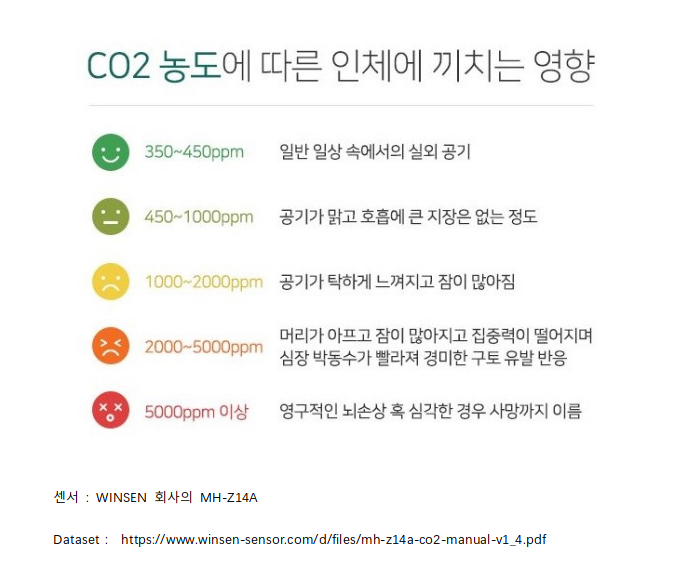 CO2 농도에 따른 인체에 끼치는 영향
350~450ppm 일반 일상 속에서의 실외 공기
450~1000ppm 공기가 맑고 호흡에 큰 지장은 없는 정도
1000~2000ppm 공기가 탁하게 느껴지고 잠이 많아짐
2000~5000ppm 머리가 아프고 잠이 많아지고 집중력이 떨어지며
심장 박동수가 빨라져 경미한 구토 유발 반응
5000ppm 이상 영구적인 뇌손상 혹 심각한 경우 사망까지 이름
센서 : WINSEN 회사의 MH-Z14A
Dataset : https://www.winsen-sensor.com/d/files/mh-z14a-co2-manual-v1_4.pdf